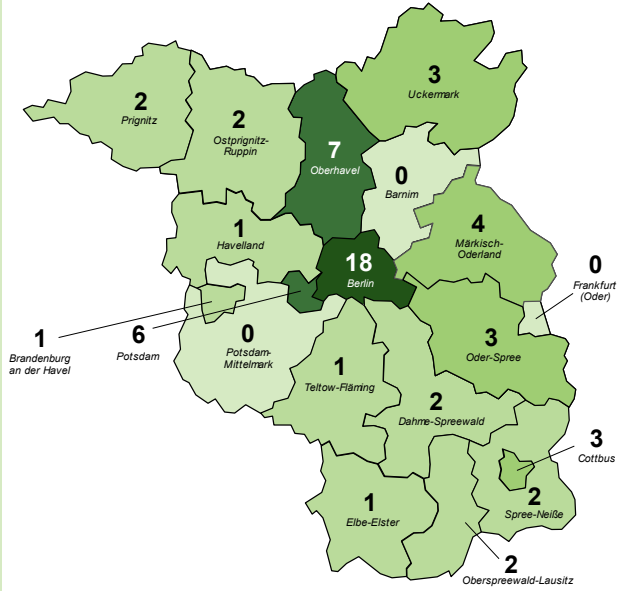 3
Uckermark
2
Prignitz
2
Ostprignitz-
Ruppin
7
Oberhavel
0
Barnim
1
Havelland
4
Märkisch-
Oderland
18
Berlin
0
Frankfurt
(Oder)
1
Brandenburg
an der Havel
6
Potsdam
0
Potsdam-
Mittelmark
3
Oder-Spree
1
Teltow-Fläming
2
Dahme-Spreewald
3
Cottbus
1
Elbe-Elster
2
Spree-Neiße
2
Oberspreewald-Lausitz